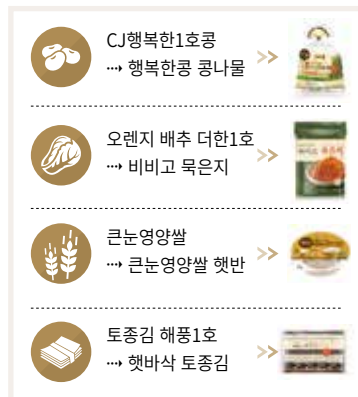 CJ행복한1호콩
⤑ 행복한콩 콩나물
오렌지 배추 더한1호
⤑ 비비고 묵은지
큰눈영양쌀
⤑ 큰눈영양쌀 햇반
토종김 해풍1호
⤑ 햇바삭 토종김